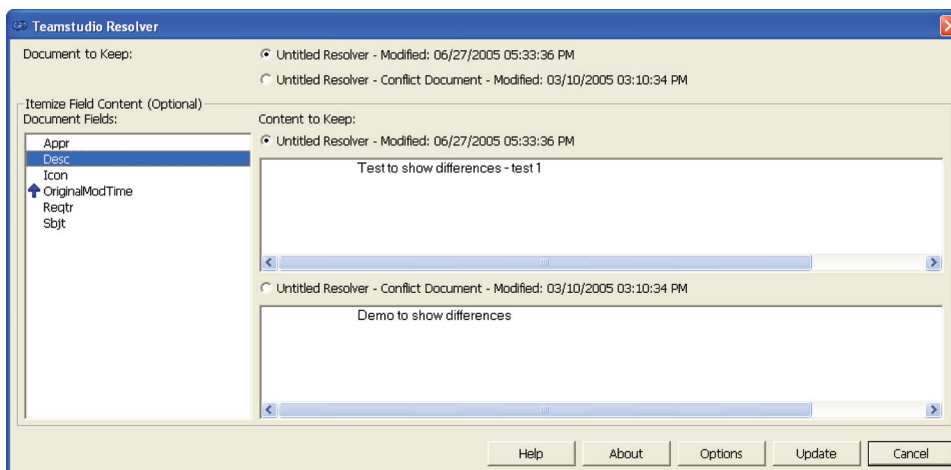 Teamstudio Resolver
Document to Keep:
Untitled Resolver - Modified: 06/27/2005 05:33:36 PM
Untitled Resolver - Conflict Document - Modified: 03/10/2005 03:10:34 PM
Itemize Field Content (Optional)
Document Fields:
Appr
Desc
Icon
OriginalModTime
Reqtr
Sbjt
Content to Keep:
Untitled Resolver - Modified: 06/27/2005 05:33:36 PM
Test to show differences - test 1
Untitled Resolver - Conflict Document - Modified: 03/10/2005 03:10:34 PM
Demo to show differences
Help About Options Update Cancel